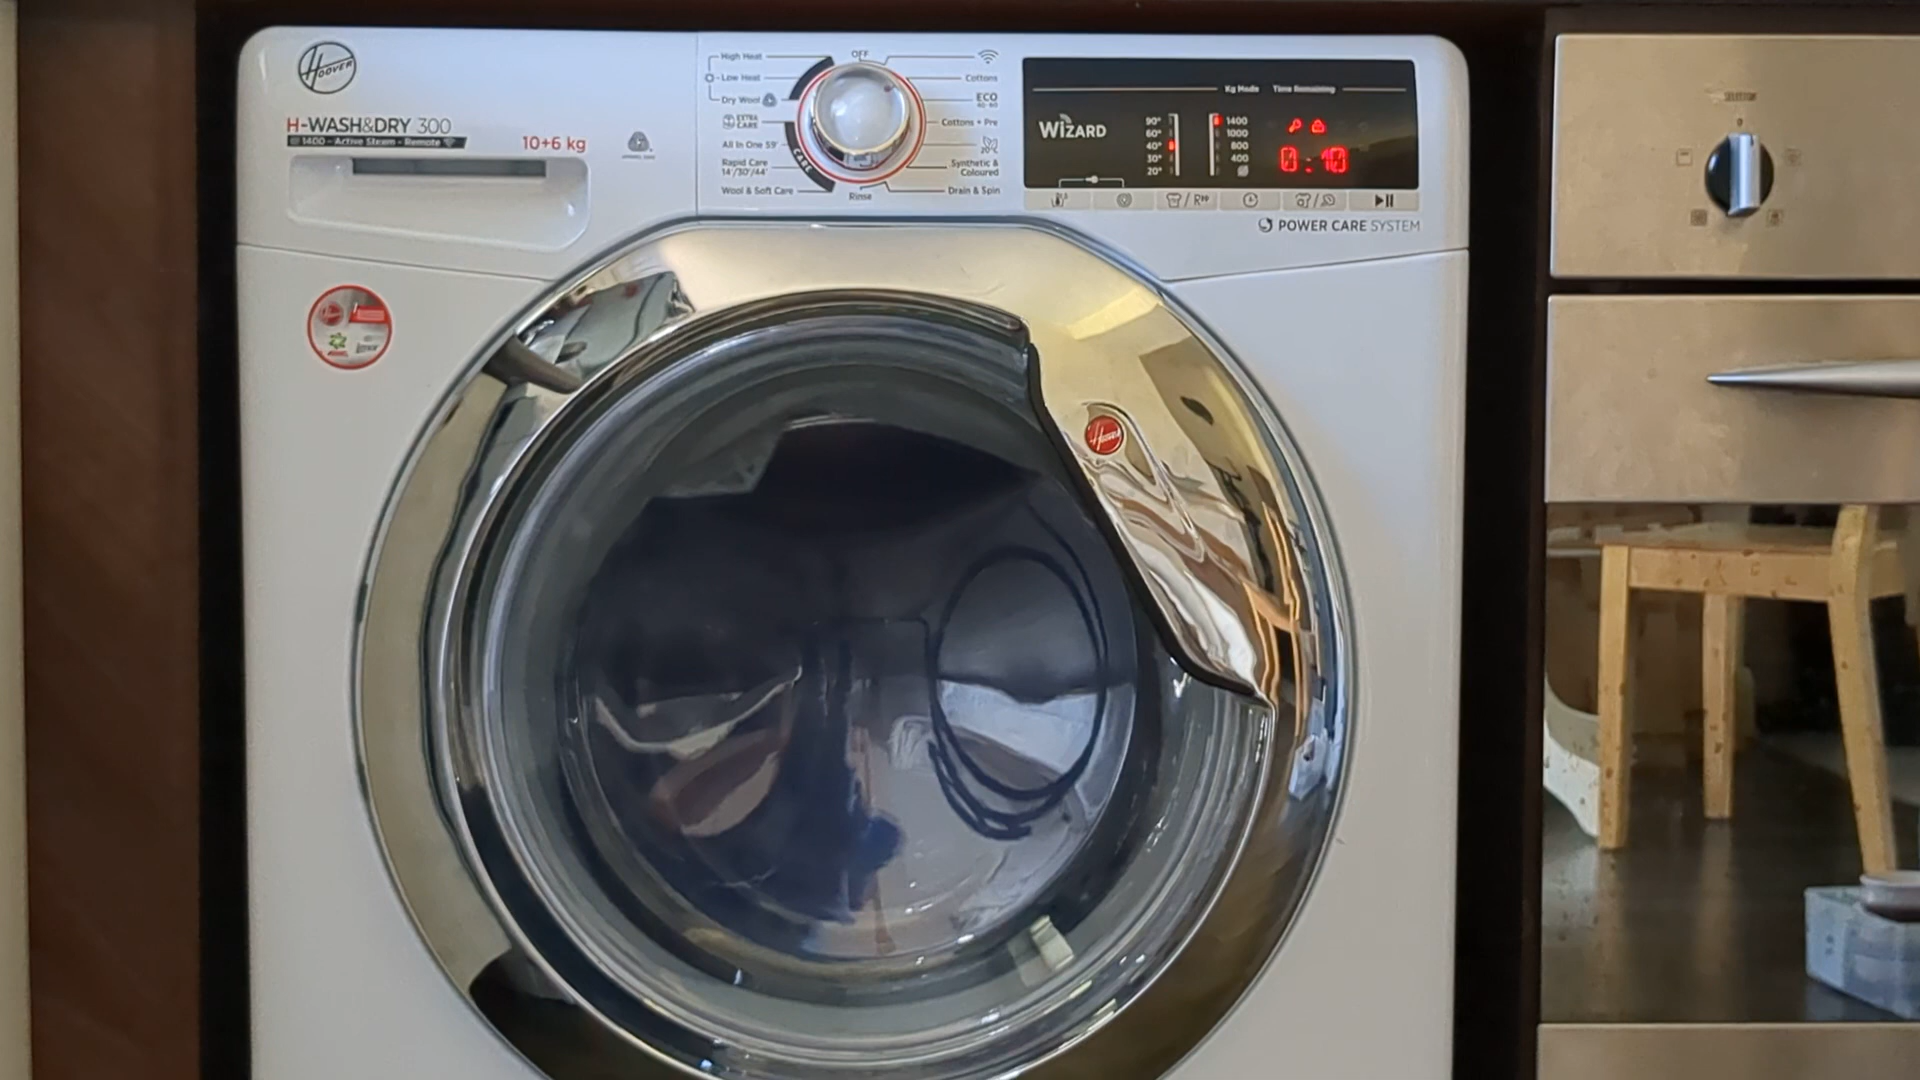 HOOVER
H-WASH&DRY 300
1400 - Active Steam - Remote
10+6 kg
High Heat
Low Heat
Dry Wool
EXTRA
CARE
All In One 59'
Rapid Care
14'/30'/44'
Wool & Soft Care
CARE
OFF
Rinse
Cottons
ECO
40-60
Cottons + Pre
20°C
Synthetic &
Coloured
Drain & Spin
Kg Mode
Time Remaining
WiZARD
90°
60°
40°
30°
20°
1400
1000
800
400
0:10
POWER CARE SYSTEM
Hoover